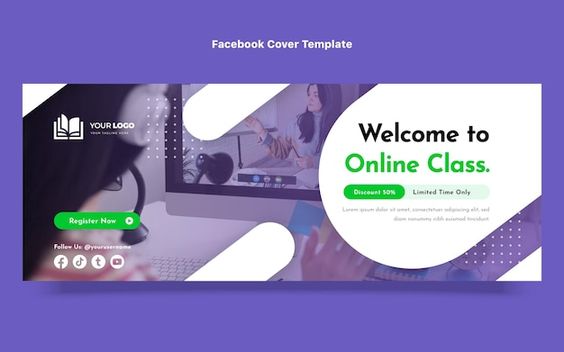 Facebook Cover Template
YOUR LOGO
YOUR TAGLINE HERE
Welcome to
Online Class.
Discount 50% Limited Time Only
Lorem ipsum dolor sit amet, consectetuer adipiscing elit, sed
diam nonummy nibh euismod tincidunt.
Register Now
Follow Us: @yourusername